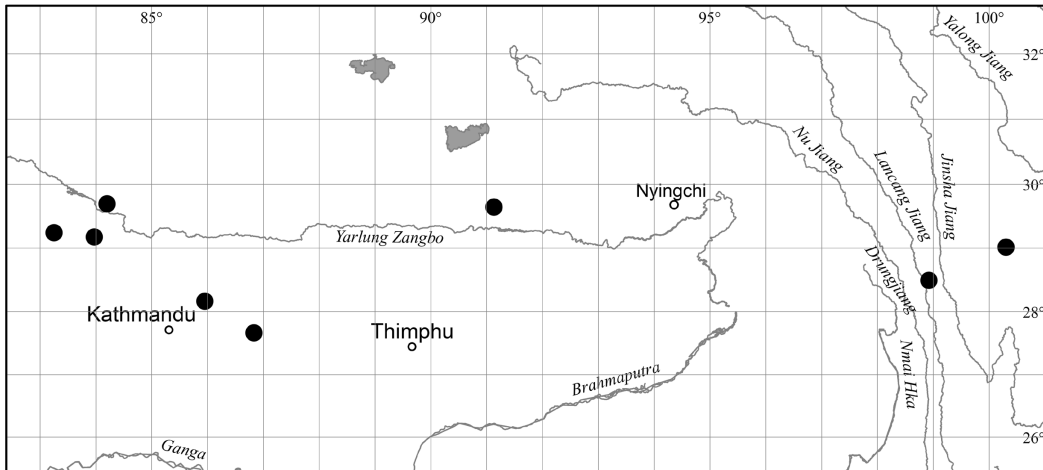 85°
90°
95°
100°
Yalong Jiang
32°
Nu Jiang
Lancang Jiang
Jinsha Jiang
Nyingchi
30°
Yarlung Zangbo
Drungjiang
28°
Kathmandu
Thimphu
Nmai Hka
Brahmaputra
26°
Ganga